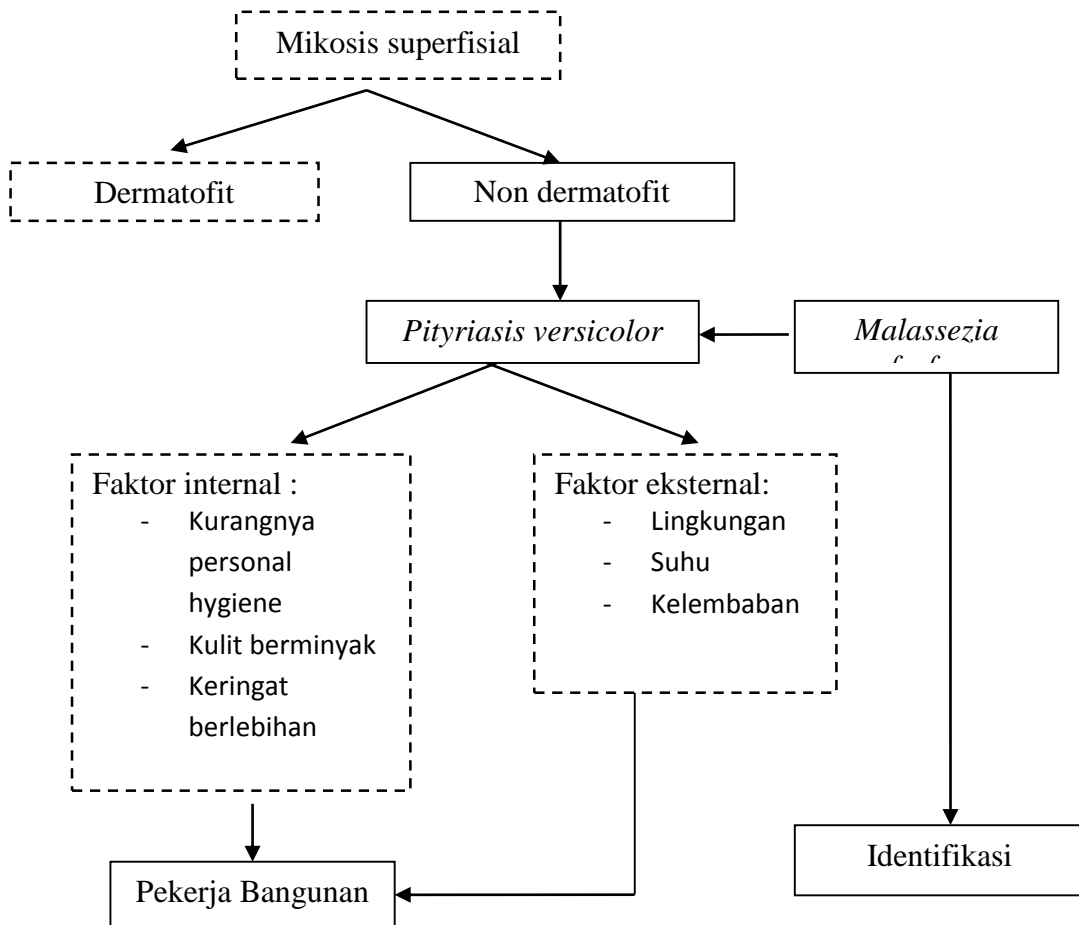 Mikosis superfisial
Dermatofit
Non dermatofit
Pityriasis versicolor
Malassezia
Faktor internal :
- Kurangnya
personal
hygiene
- Kulit berminyak
- Keringat
berlebihan
Faktor eksternal:
- Lingkungan
- Suhu
- Kelembaban
Identifikasi
Pekerja Bangunan